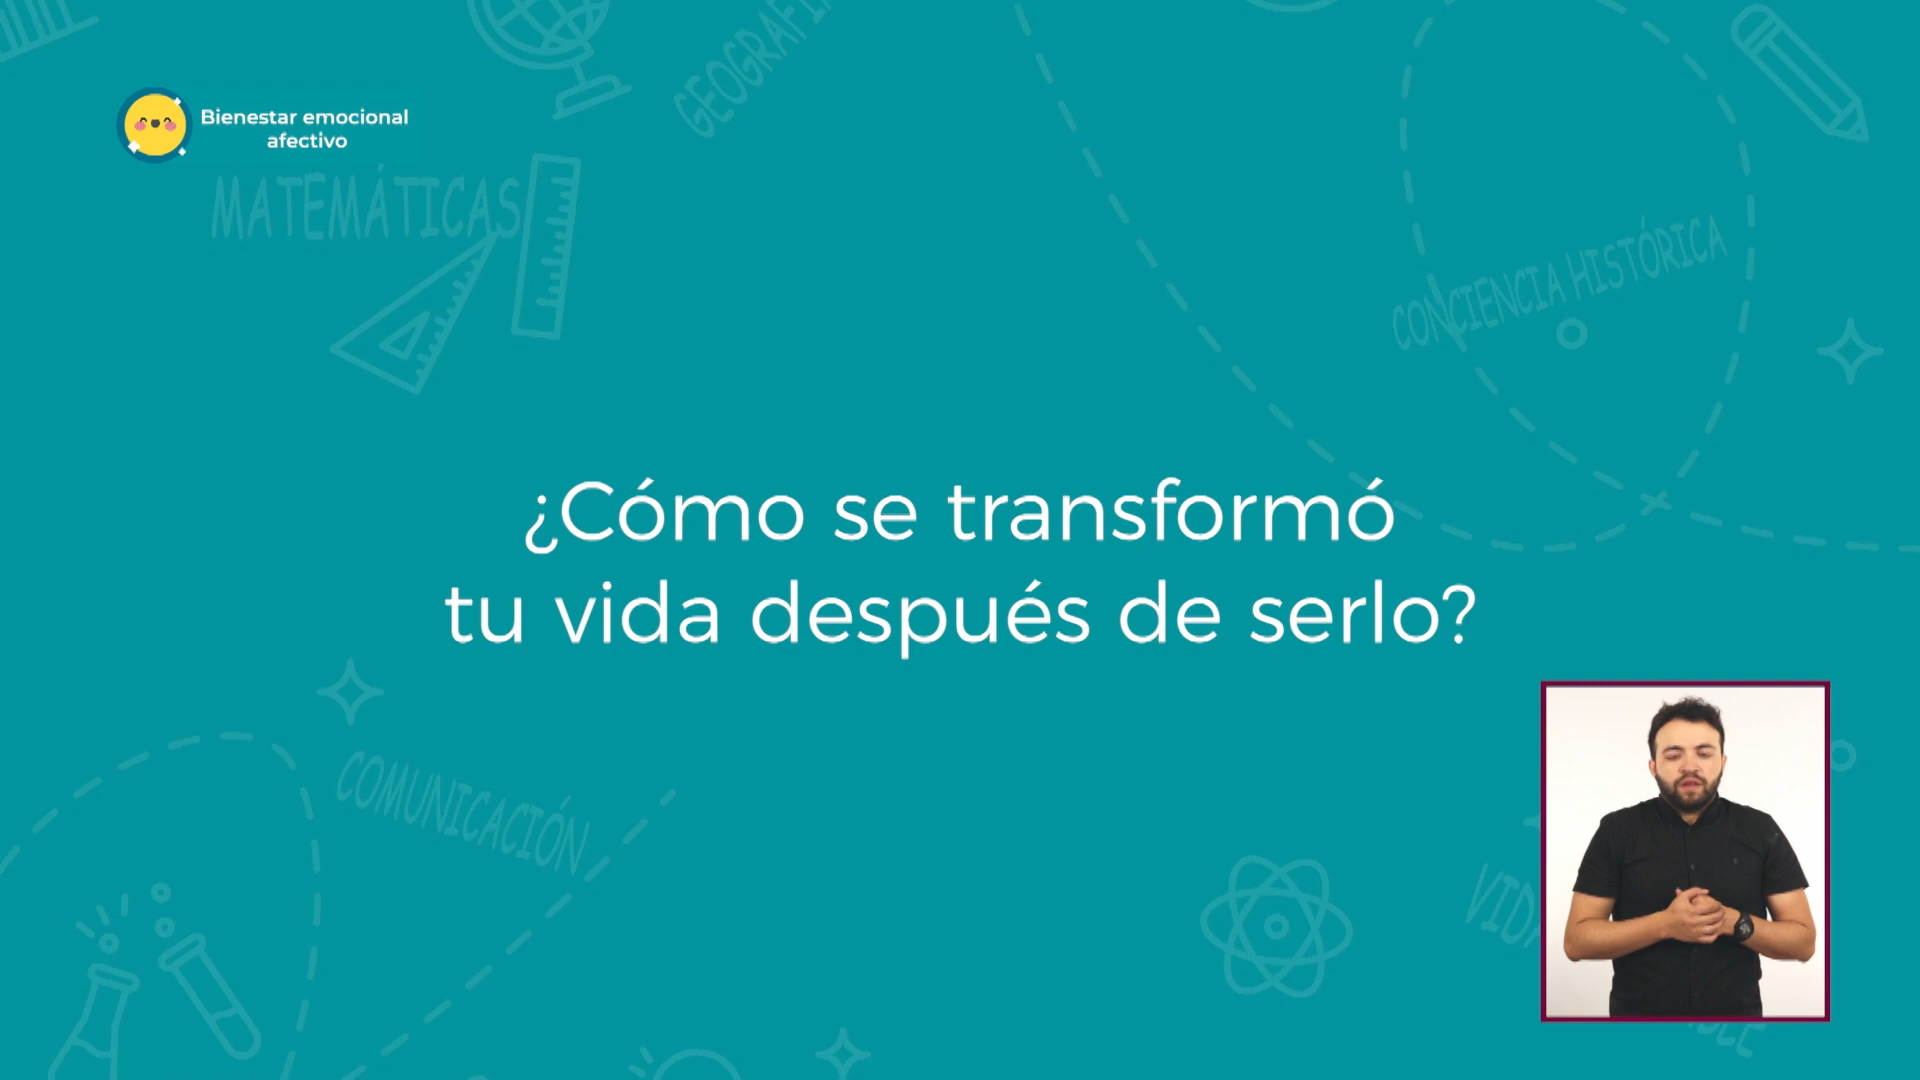 GEOGRAFÍA
Bienestar emocional
afectivo
MATEMÁTICAS
CONCIENCIA HISTÓRICA
¿Cómo se transformó
tu vida después de serlo?
COMUNICACIÓN